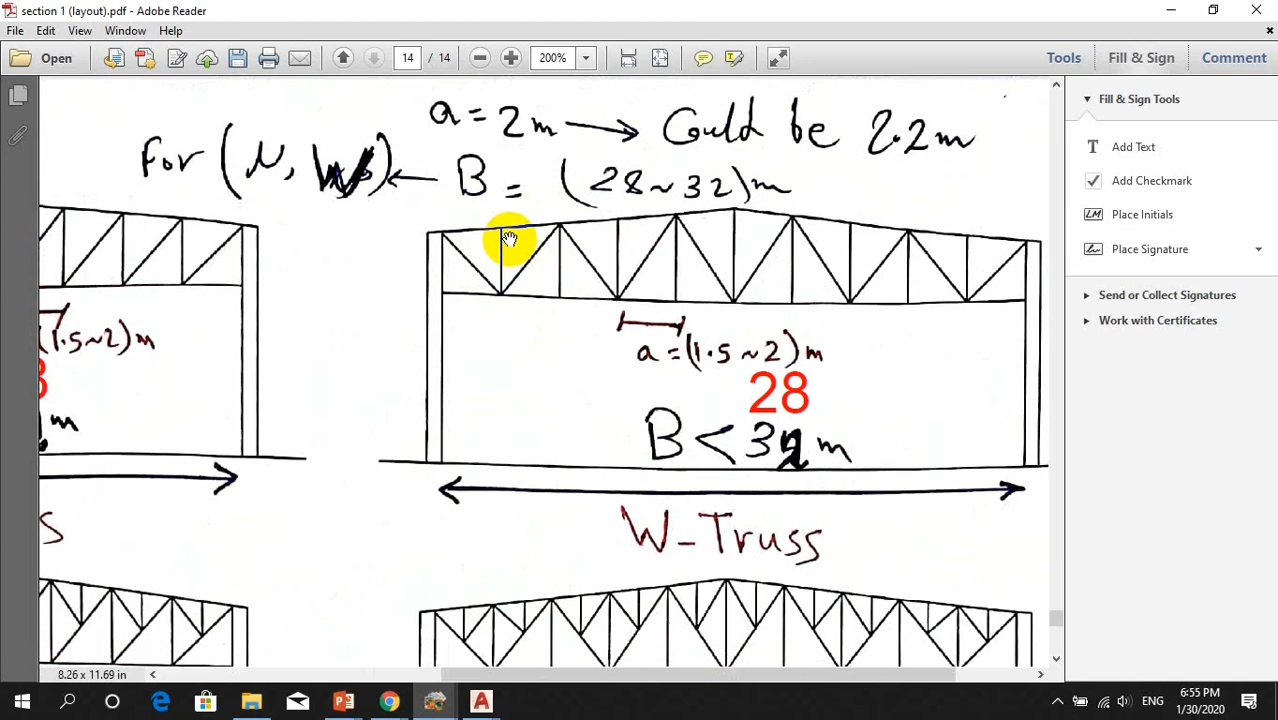 section 1 (layout).pdf - Adobe Reader
File Edit View Window Help
Open 14 / 14 200% Tools Fill & Sign Comment
Fill & Sign Tools
Add Text
Add Checkmark
LM Place Initials
Place Signature
Send or Collect Signatures
Work with Certificates
a = 2m → Could be 2.2m
For (N, W) ← B = (28~32)m
(1.5~2)m
m
s
a = (1.5 ~2)m
28
B < 32 m
W-Truss
8.26 x 11.69 in
ENG
6:55 PM
1/30/2020